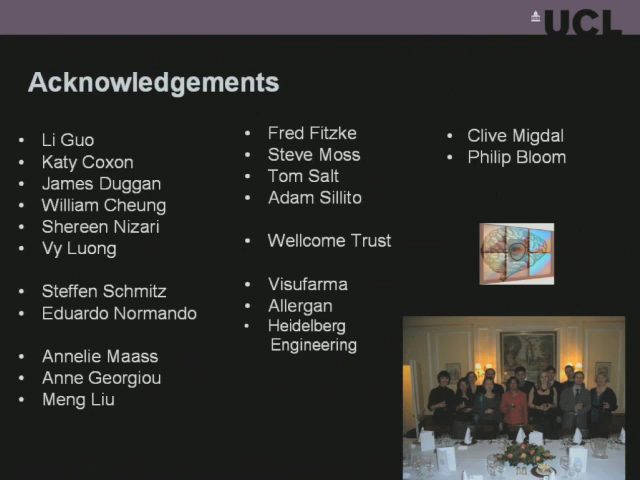 UCL
Acknowledgements
• Li Guo
• Katy Coxon
• James Duggan
• William Cheung
• Shereen Nizari
• Vy Luong
• Steffen Schmitz
• Eduardo Normando
• Annelie Maass
• Anne Georgiou
• Meng Liu
• Fred Fitzke
• Steve Moss
• Tom Salt
• Adam Sillito
• Wellcome Trust
• Visufarma
• Allergan
• Heidelberg
Engineering
• Clive Migdal
• Philip Bloom